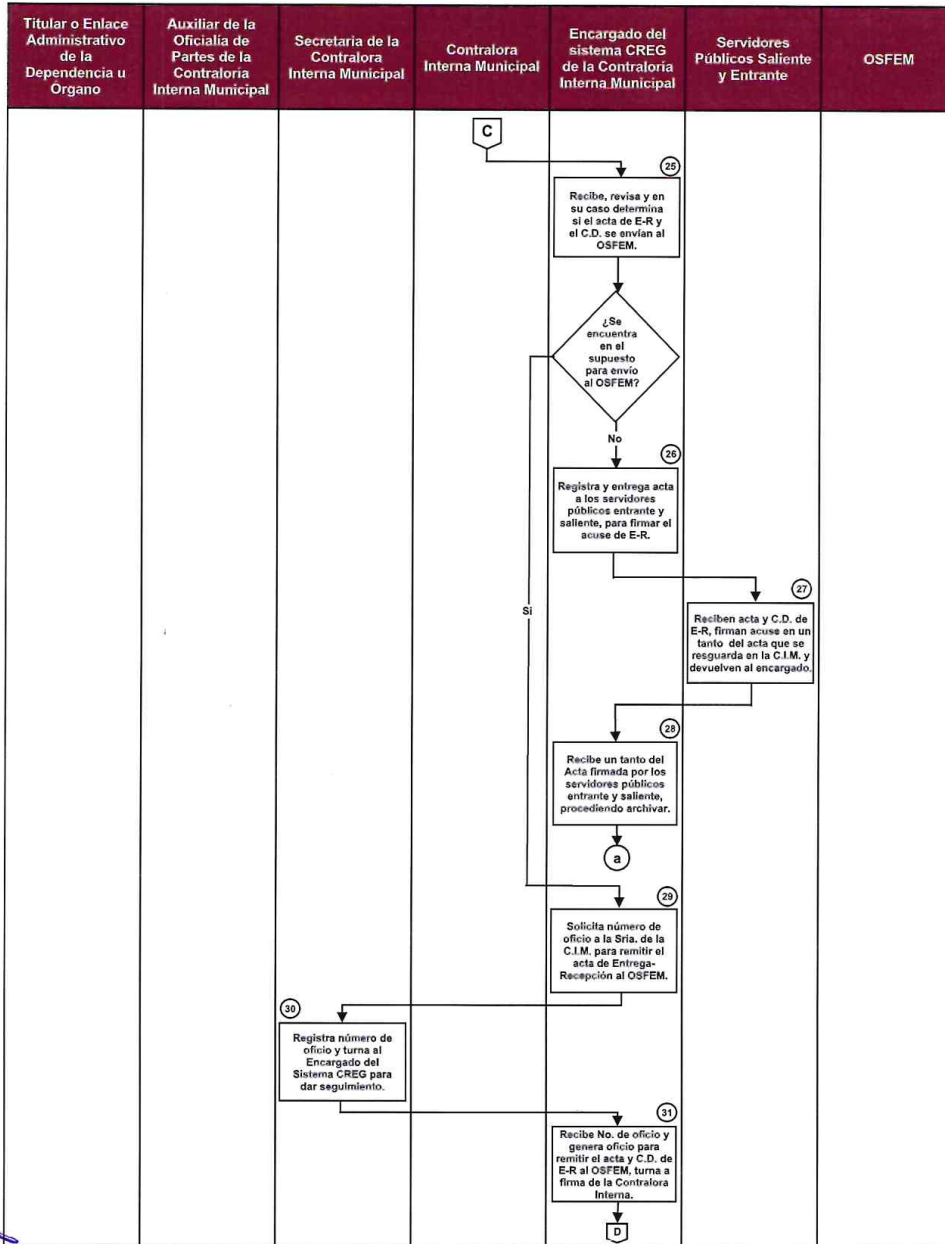 Titular o Enlace
Administrativo
de la
Dependencia u
Órgano
Auxiliar de la
Oficialía de
Partes de la
Contraloría
Interna Municipal
Secretaria de la
Contralora
Interna Municipal
Contralora
Interna Municipal
Encargado del
sistema CREG
de la Contraloría
Interna Municipal
Servidores
Públicos Saliente
y Entrante
OSFEM
C
25
Recibe, revisa y en
su caso determina
si el acta de E-R y
el C.D. se envían al
OSFEM.
¿Se
encuentra
en el
supuesto
para envío
al OSFEM?
No
26
Registra y entrega acta
a los servidores
públicos entrante y
saliente, para firmar el
acuse de E-R.
Si
27
Reciben acta y C.D. de
E-R, firman acuse en un
tanto del acta que se
resguarda en la C.I.M. y
devuelven al encargado.
28
Recibe un tanto del
Acta firmada por los
servidores públicos
entrante y saliente,
procediendo archivar.
a
29
Solicita número de
oficio a la Sria. de la
C.I.M. para remitir el
acta de Entrega-
Recepción al OSFEM.
30
Registra número de
oficio y turna al
Encargado del
Sistema CREG para
dar seguimiento.
31
Recibe No. de oficio y
genera oficio para
remitir el acta y C.D. de
E-R al OSFEM, turna a
firma de la Contralora
Interna.
D